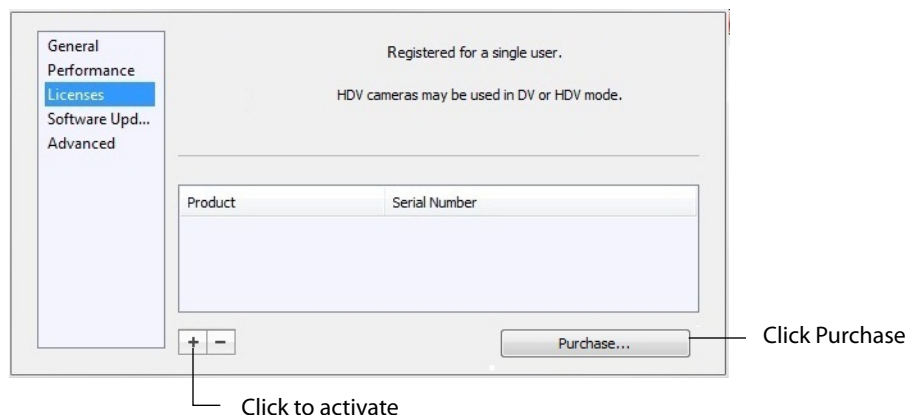 General
Performance
Licenses
Software Upd...
Advanced
Registered for a single user.
HDV cameras may be used in DV or HDV mode.
Product Serial Number
+ −
Purchase...
Click Purchase
Click to activate